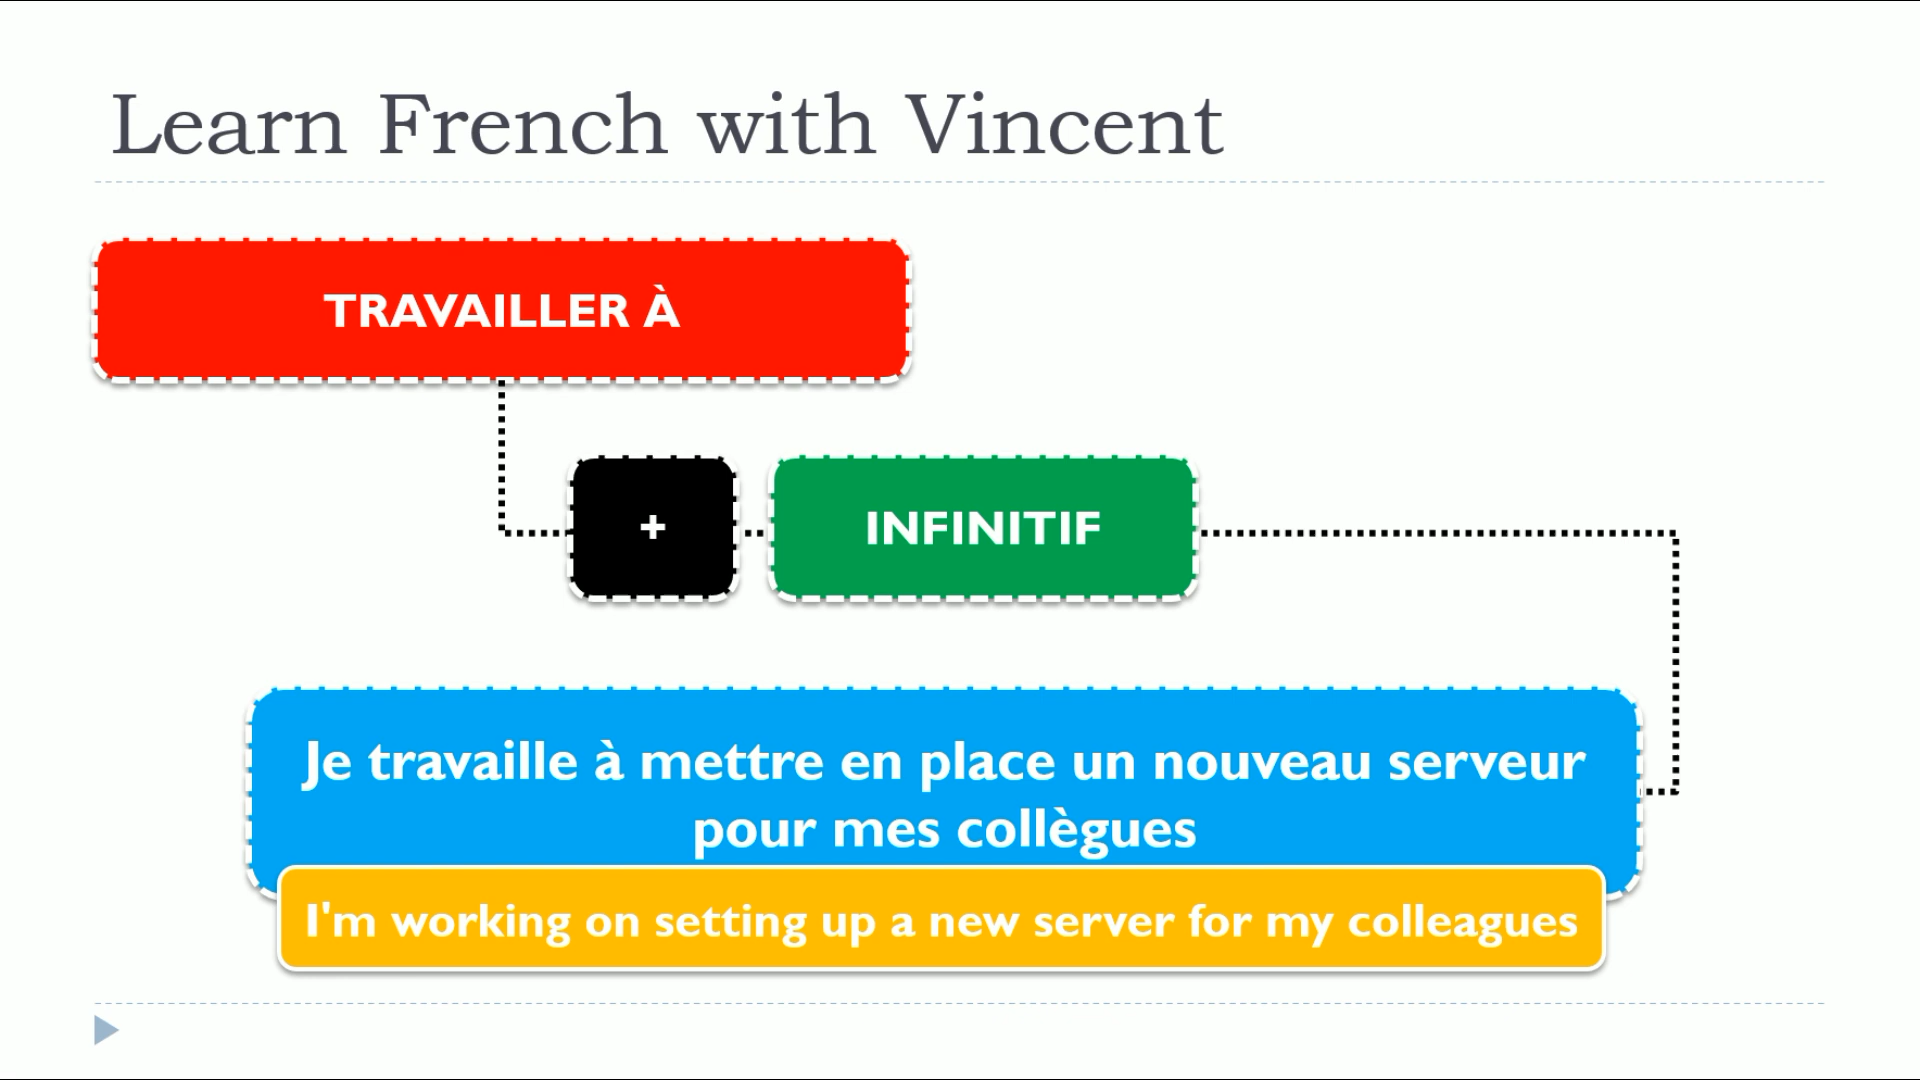 Learn French with Vincent
TRAVAILLER À
+
INFINITIF
Je travaille à mettre en place un nouveau serveur
pour mes collègues
I'm working on setting up a new server for my colleagues